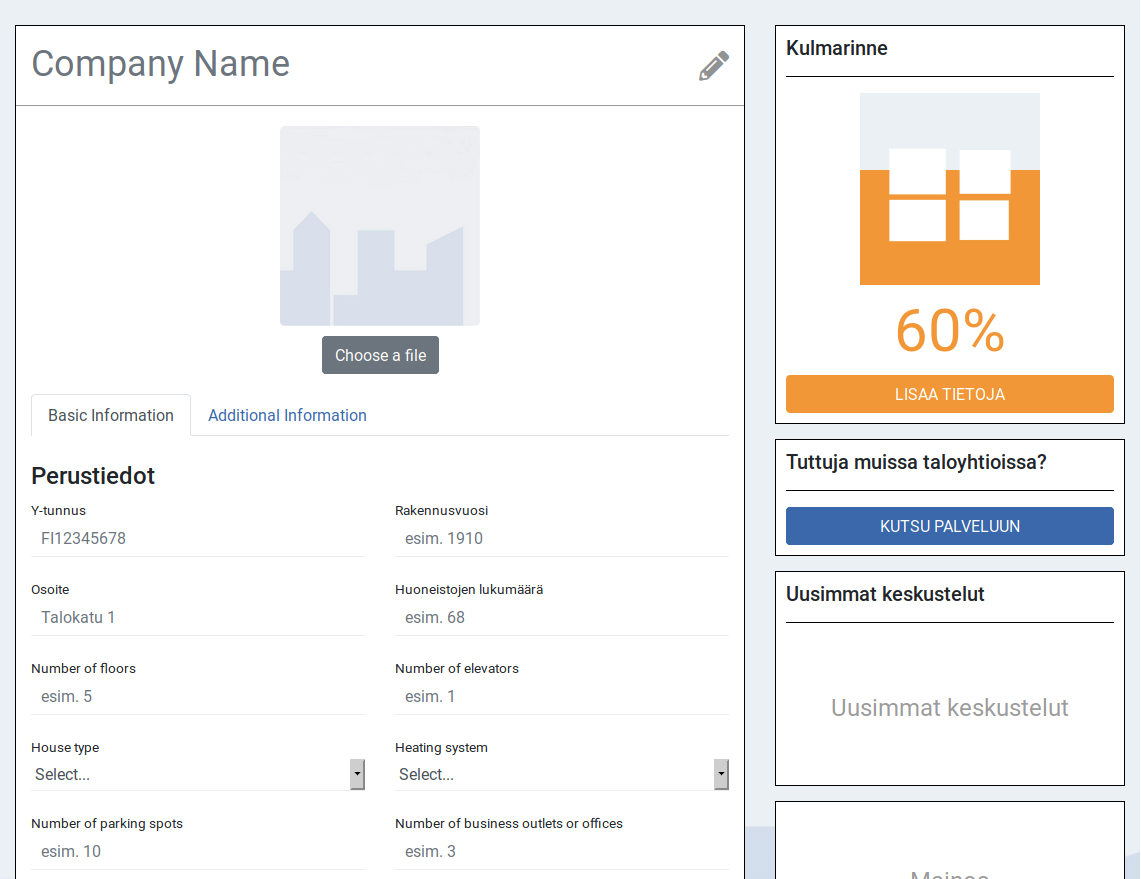 Company Name
Choose a file
Basic Information
Additional Information
Perustiedot
Y-tunnus
Rakennusvuosi
FI12345678
esim. 1910
Osoite
Huoneistojen lukumäärä
Talokatu 1
esim. 68
Number of floors
Number of elevators
esim. 5
esim. 1
House type
Heating system
Select...
Select...
Number of parking spots
Number of business outlets or offices
esim. 10
esim. 3
Kulmarinne
60%
LISAA TIETOJA
Tuttuja muissa taloyhtioissa?
KUTSU PALVELUUN
Uusimmat keskustelut
Uusimmat keskustelut